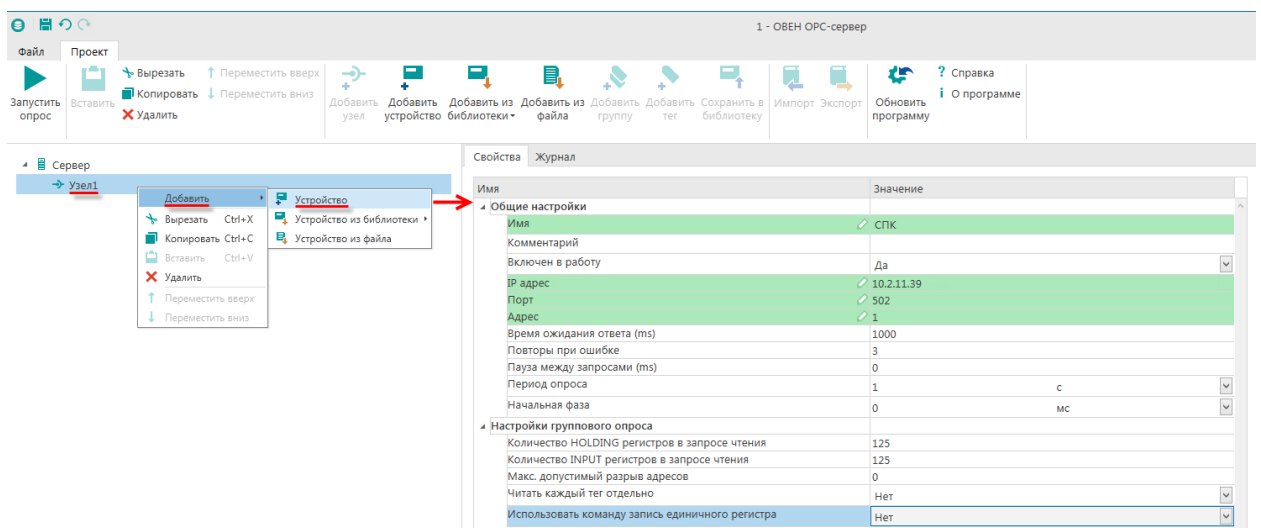 1 - ОВЕН ОРС-сервер
Файл Проект
Запустить опрос
Вставить
Вырезать
Копировать
Удалить
Переместить вверх
Переместить вниз
Добавить узел
Добавить устройство
Добавить из библиотеки
Добавить из файла
Добавить группу
Добавить тег
Сохранить в библиотеку
Импорт Экспорт
Обновить программу
? Справка
i О программе
Сервер
Узел1
Добавить
Вырезать Ctrl+X
Копировать Ctrl+C
Вставить Ctrl+V
Удалить
Переместить вверх
Переместить вниз
Устройство
Устройство из библиотеки
Устройство из файла
Свойства Журнал
Имя Значение
Общие настройки
Имя СПК
Комментарий
Включен в работу Да
IP адрес 10.2.11.39
Порт 502
Адрес 1
Время ожидания ответа (ms) 1000
Повторы при ошибке 3
Пауза между запросами (ms) 0
Период опроса 1 с
Начальная фаза 0 мс
Настройки группового опроса
Количество HOLDING регистров в запросе чтения 125
Количество INPUT регистров в запросе чтения 125
Макс. допустимый разрыв адресов 0
Читать каждый тег отдельно Нет
Использовать команду запись единичного регистра Нет